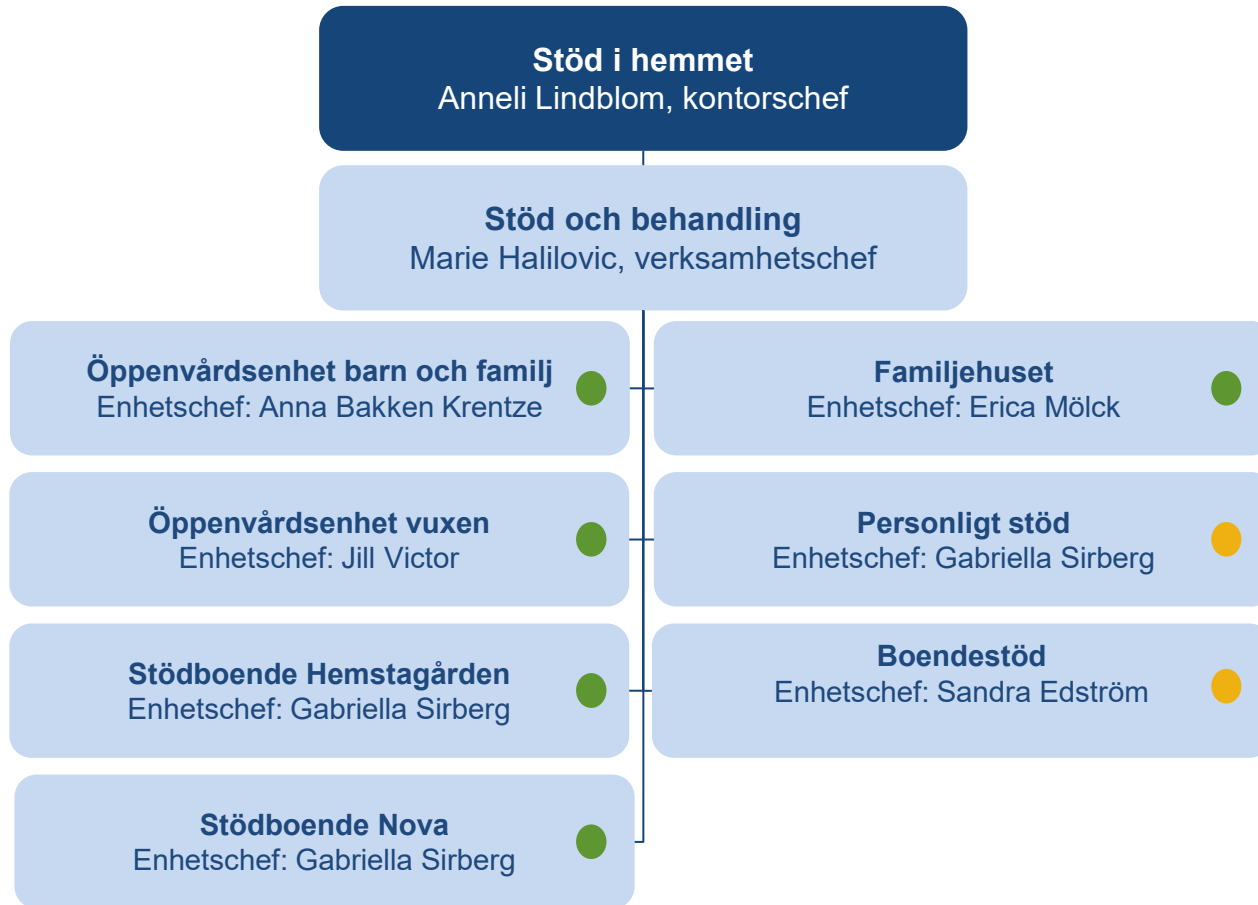 Stöd i hemmet
Anneli Lindblom, kontorschef
Stöd och behandling
Marie Halilovic, verksamhetschef
Öppenvårdsenhet barn och familj
Enhetschef: Anna Bakken Krentze
Familjehuset
Enhetschef: Erica Mölck
Öppenvårdsenhet vuxen
Enhetschef: Jill Victor
Personligt stöd
Enhetschef: Gabriella Sirberg
Stödboende Hemstagården
Enhetschef: Gabriella Sirberg
Boendestöd
Enhetschef: Sandra Edström
Stödboende Nova
Enhetschef: Gabriella Sirberg